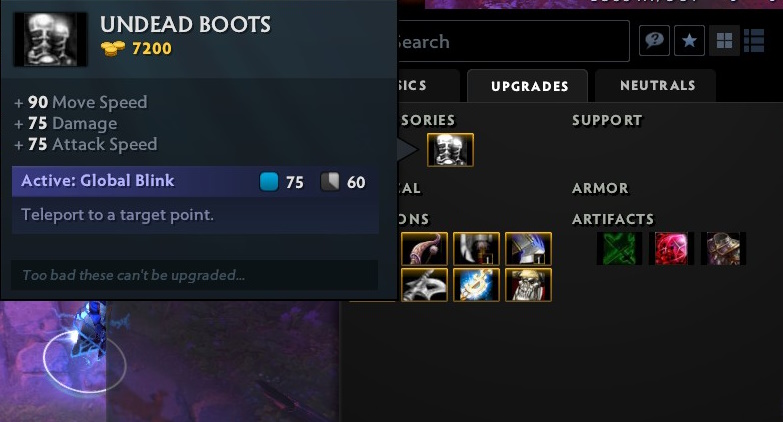 UNDEAD BOOTS
7200
+ 90 Move Speed
+ 75 Damage
+ 75 Attack Speed
Active: Global Blink 75 60
Teleport to a target point.
Too bad these can't be upgraded...
Search
SICS UPGRADES NEUTRALS
SORIES SUPPORT
CAL ARMOR
ONS ARTIFACTS